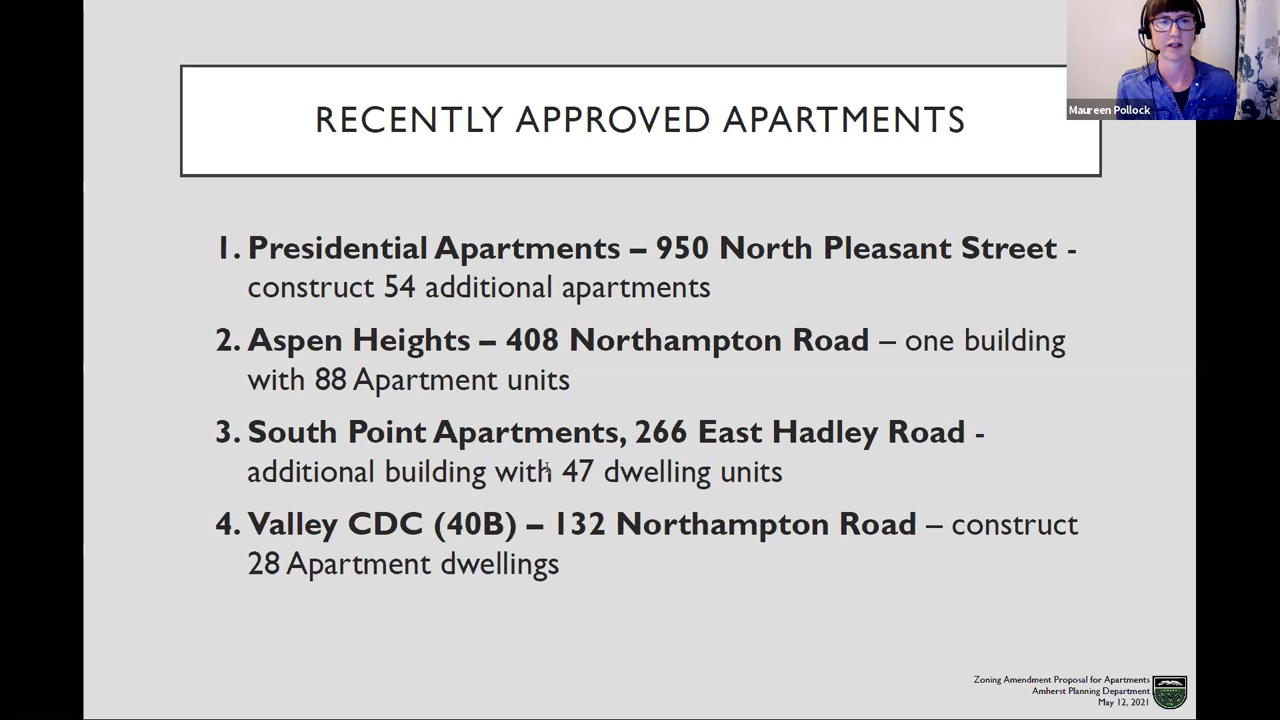 Maureen Pollock
RECENTLY APPROVED APARTMENTS
1. Presidential Apartments – 950 North Pleasant Street -
construct 54 additional apartments
2. Aspen Heights – 408 Northampton Road – one building
with 88 Apartment units
3. South Point Apartments, 266 East Hadley Road -
additional building with 47 dwelling units
4. Valley CDC (40B) – 132 Northampton Road – construct
28 Apartment dwellings
Zoning Amendment Proposal for Apartments
Amherst Planning Department
May 12, 2021